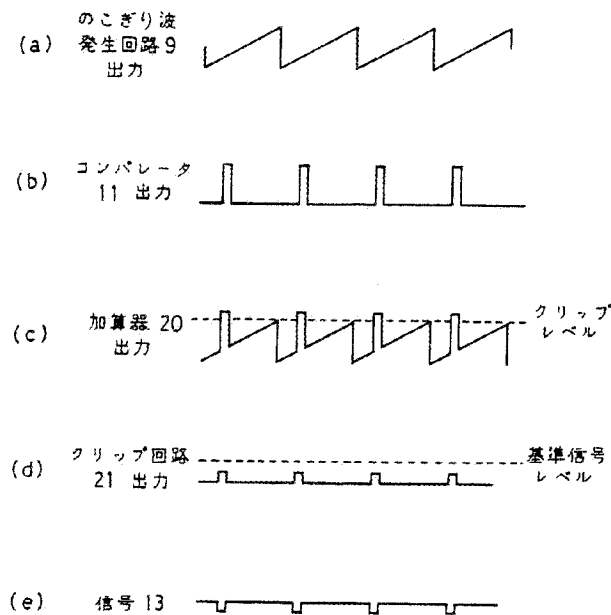 (a)
のこぎり波
発生回路9
出力
(b)
コンパレータ
11 出力
(c)
加算器 20
出力
クリップ
レベル
(d)
クリップ回路
21 出力
基準信号
レベル
(e)
信号 13